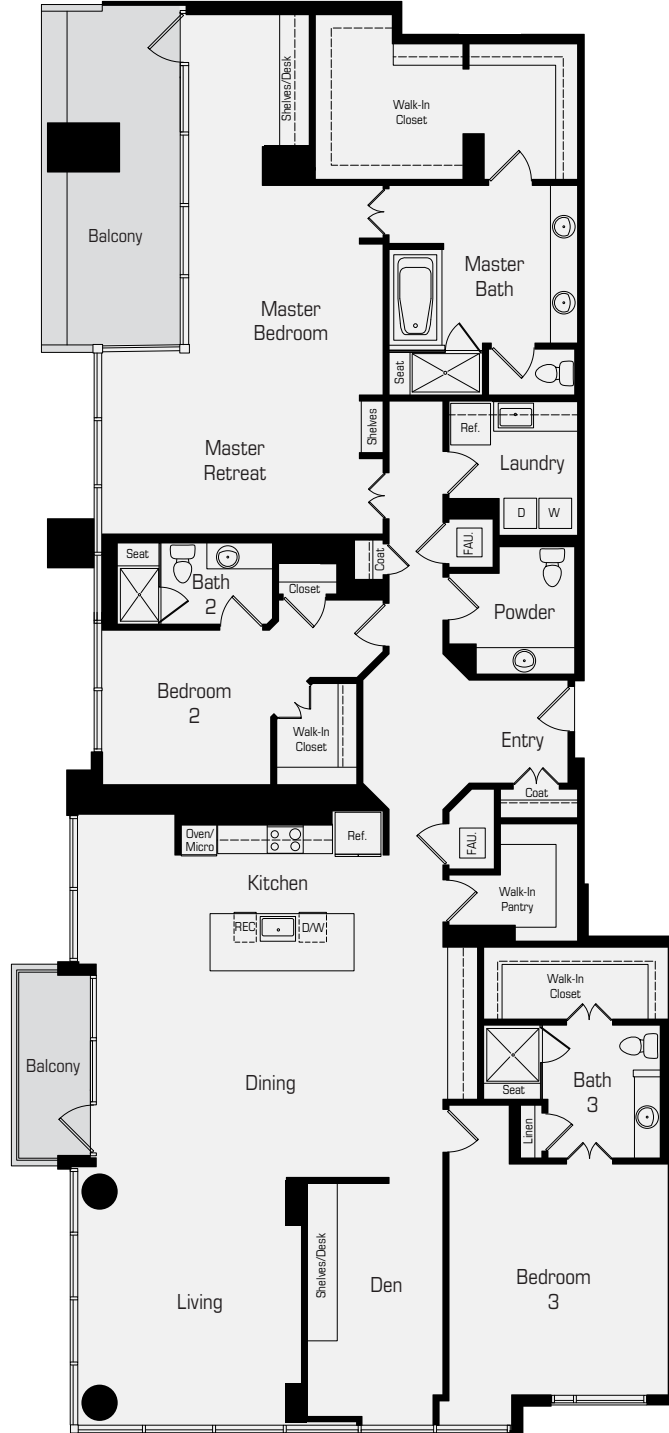 Shelves/Desk
Walk-In
Closet
Balcony
Master
Bath
Master
Bedroom
Seat
Shelves
Ref.
Master
Retreat
Laundry
D
W
FAU.
Seat
Coat
Bath
2
Closet
Powder
Bedroom
2
Walk-In
Closet
Entry
Coat
Oven/
Micro
Ref.
FAU.
Kitchen
Walk-In
Pantry
REC
D/W
Walk-In
Closet
Balcony
Dining
Bath
3
Seat
Linen
Shelves/Desk
Bedroom
3
Den
Living